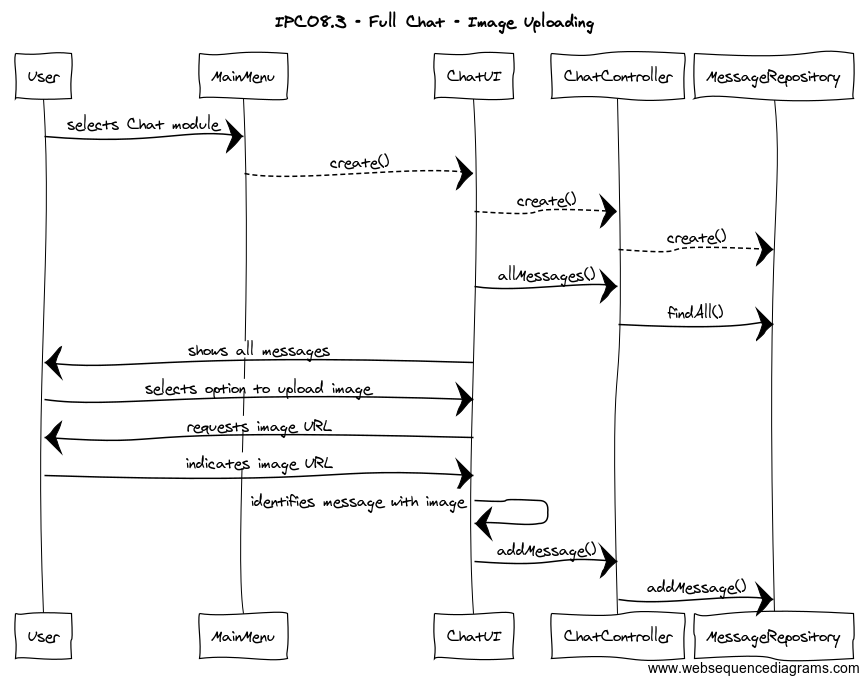 IPC08.3 - Full Chat - Image Uploading
User
MainMenu
ChatUI
ChatController
MessageRepository
selects Chat module
create()
create()
create()
allMessages()
findAll()
shows all messages
selects option to upload image
requests image URL
indicates image URL
identifies message with image
addMessage()
addMessage()
User
MainMenu
ChatUI
ChatController
MessageRepository
www.websequencediagrams.com